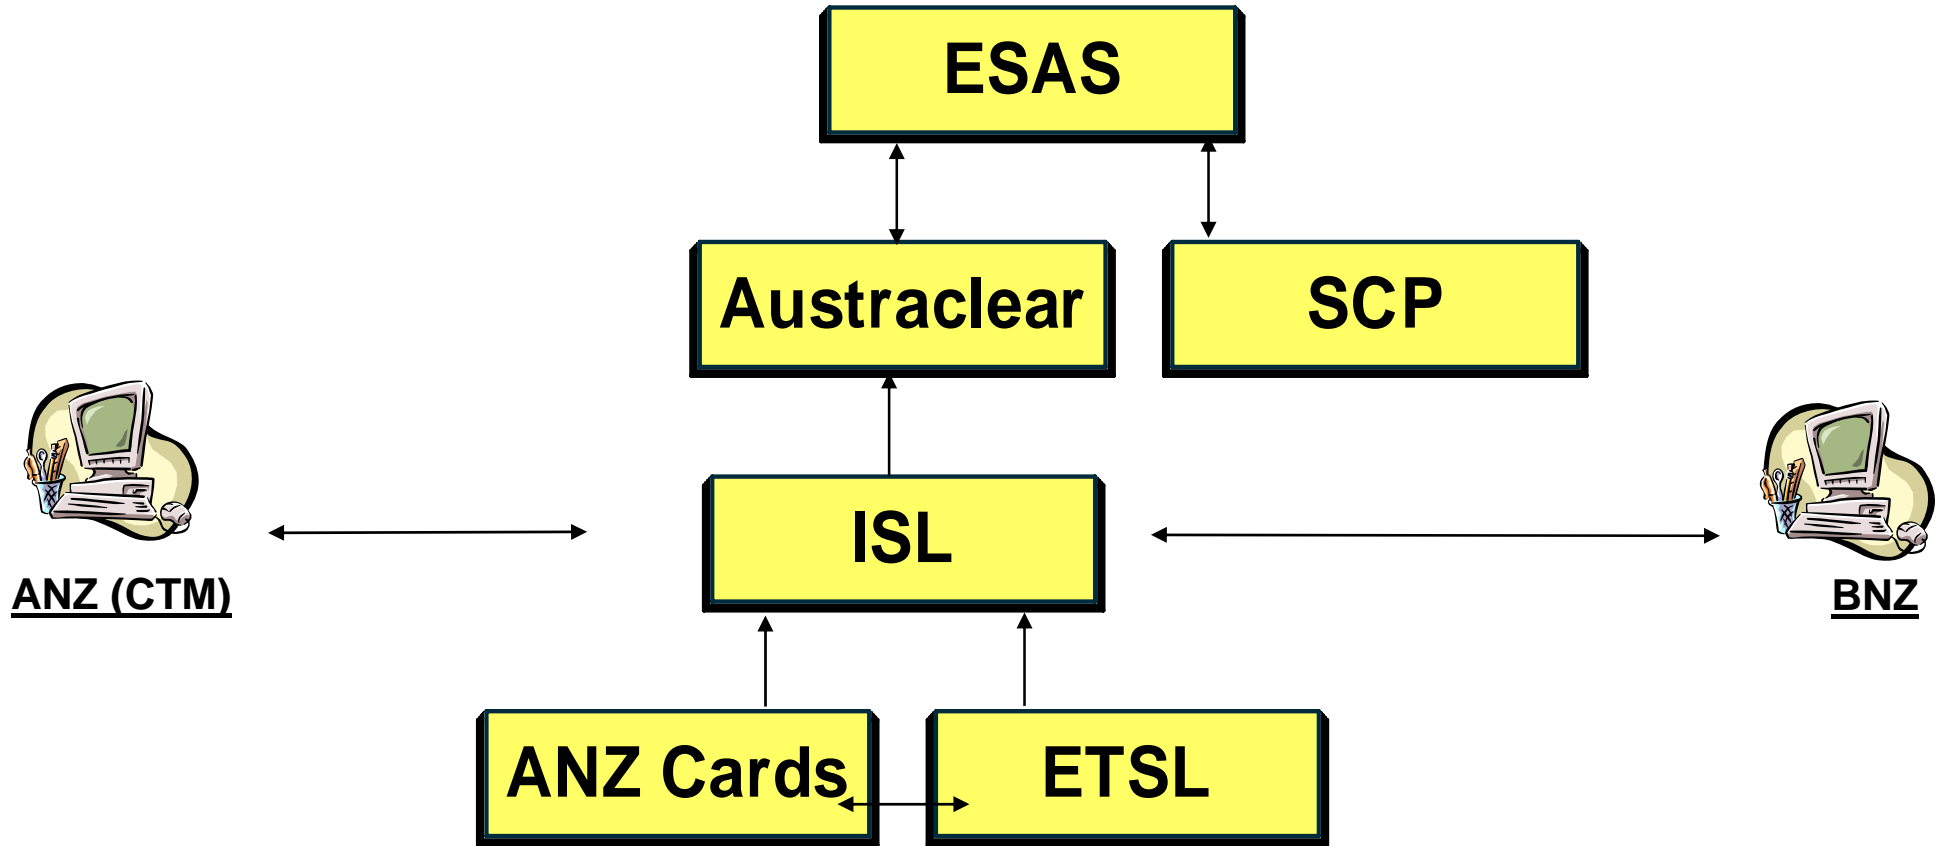 ESAS
Austraclear
SCP
ISL
ANZ (CTM)
BNZ
ANZ Cards
ETSL